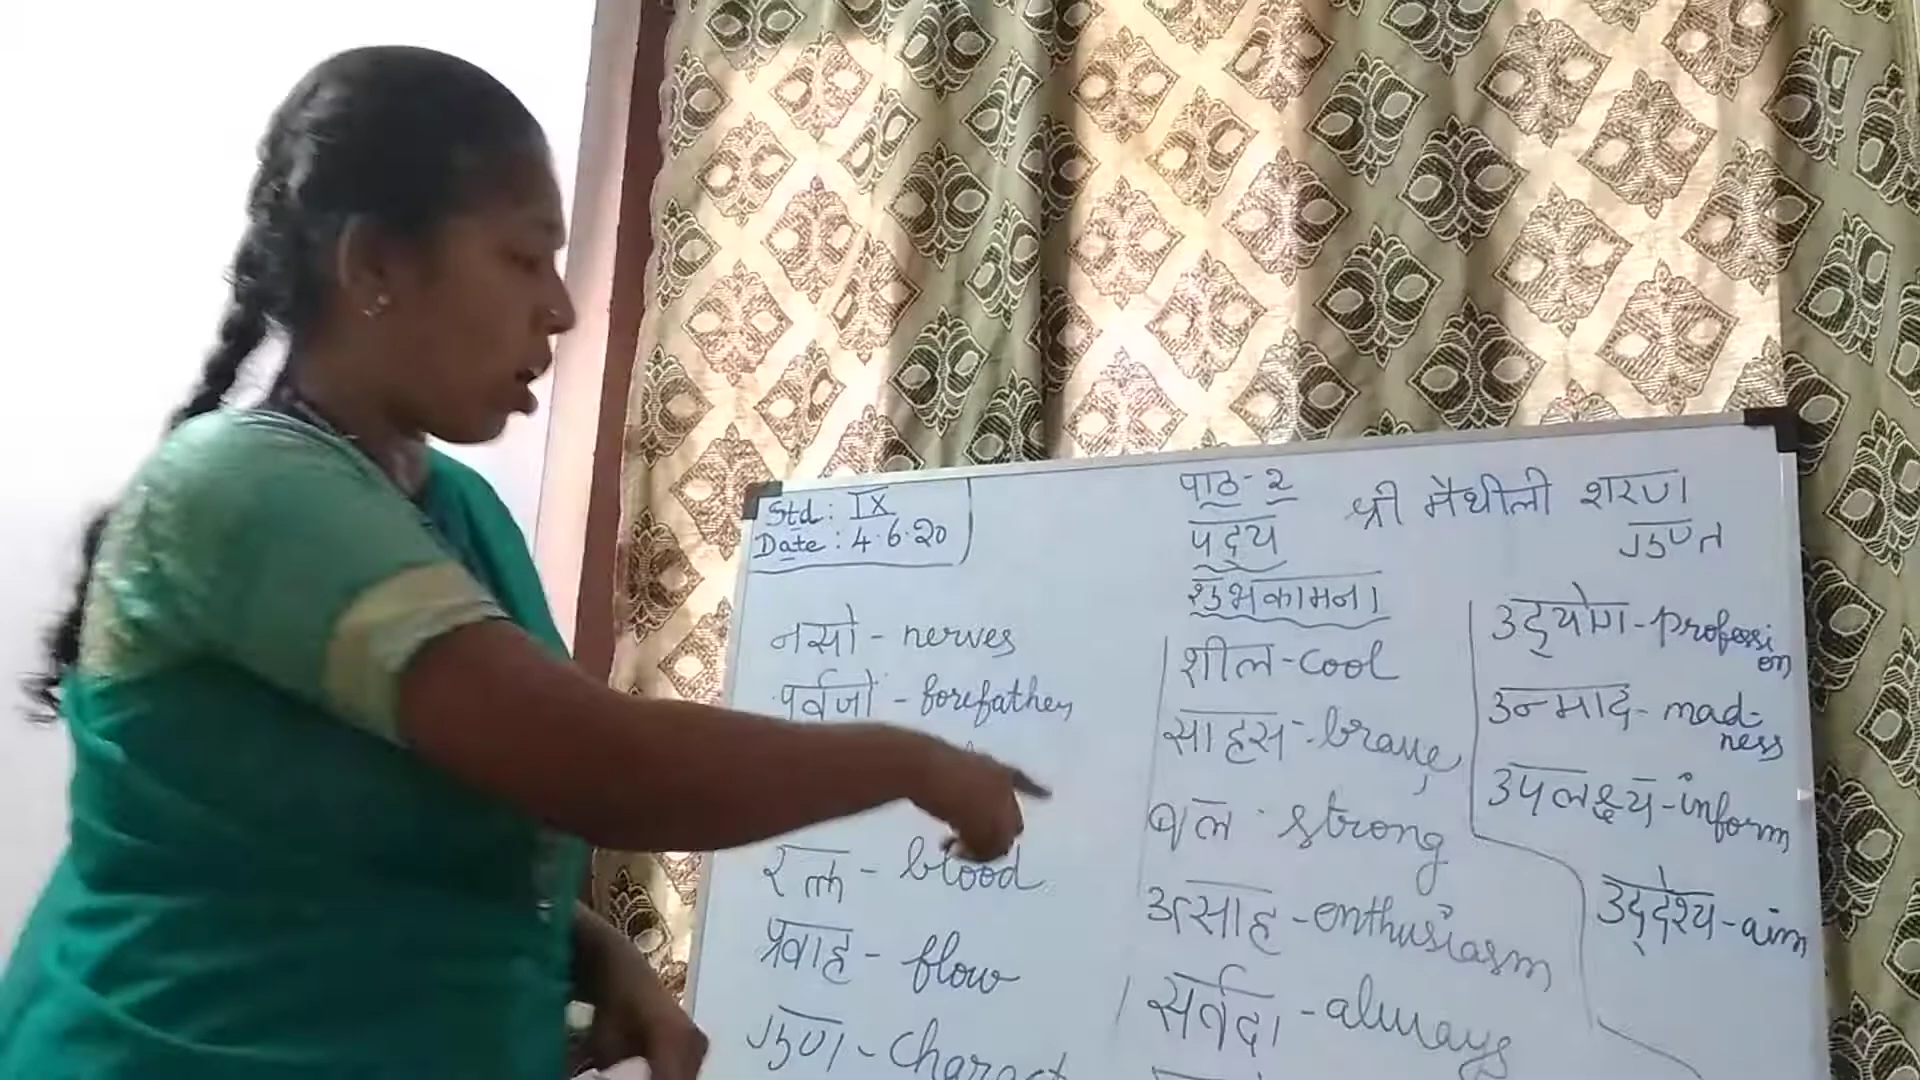 Std: IX
Date: 4.6.20
पाठ-२
पद्य
शुभकामना
श्री मैथीली शरण
गुप्त
नसो - nerves
पूर्वजों - forefather
रक्त - blood
प्रवाह - flow
गुण - charact
शील - cool
साहस - brave,
बल - strong
उत्साह - enthusiasm
सर्वदा - always
उद्योग - professi
on
उन्माद - mad-
ness
उपलक्ष्य - inform
उद्देश्य - aim